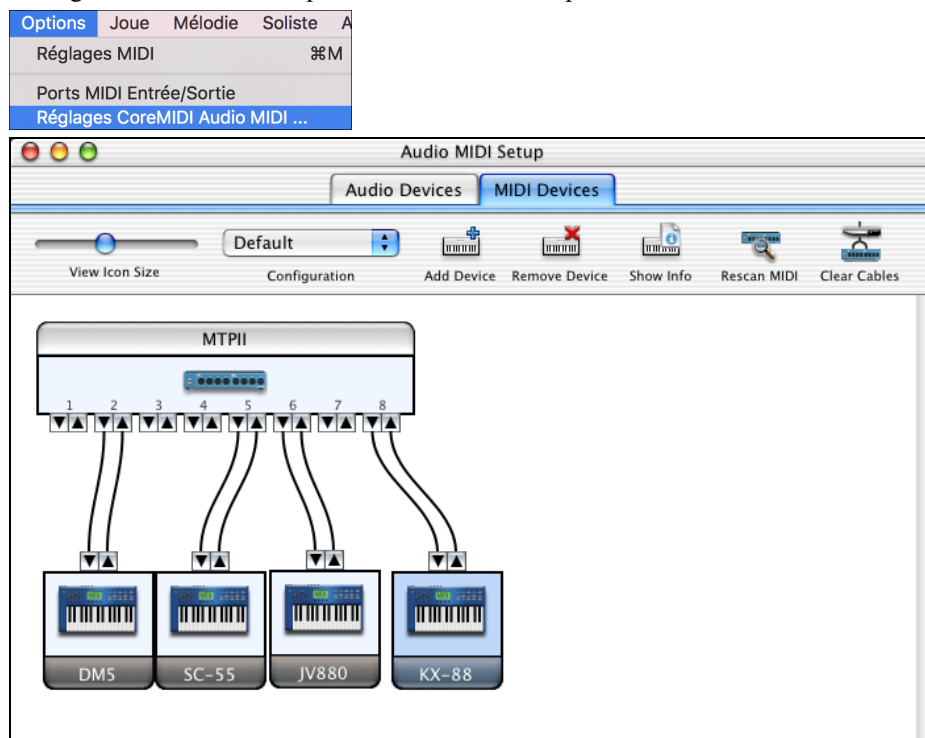 Options Joue Mélodie Soliste A
Réglages MIDI ⌘M
Ports MIDI Entrée/Sortie
Réglages CoreMIDI Audio MIDI ...
Audio MIDI Setup
Audio Devices MIDI Devices
Default
View Icon Size Configuration Add Device Remove Device Show Info Rescan MIDI Clear Cables
MTPII
1 2 3 4 5 6 7 8
DM5 SC-55 JV880 KX-88